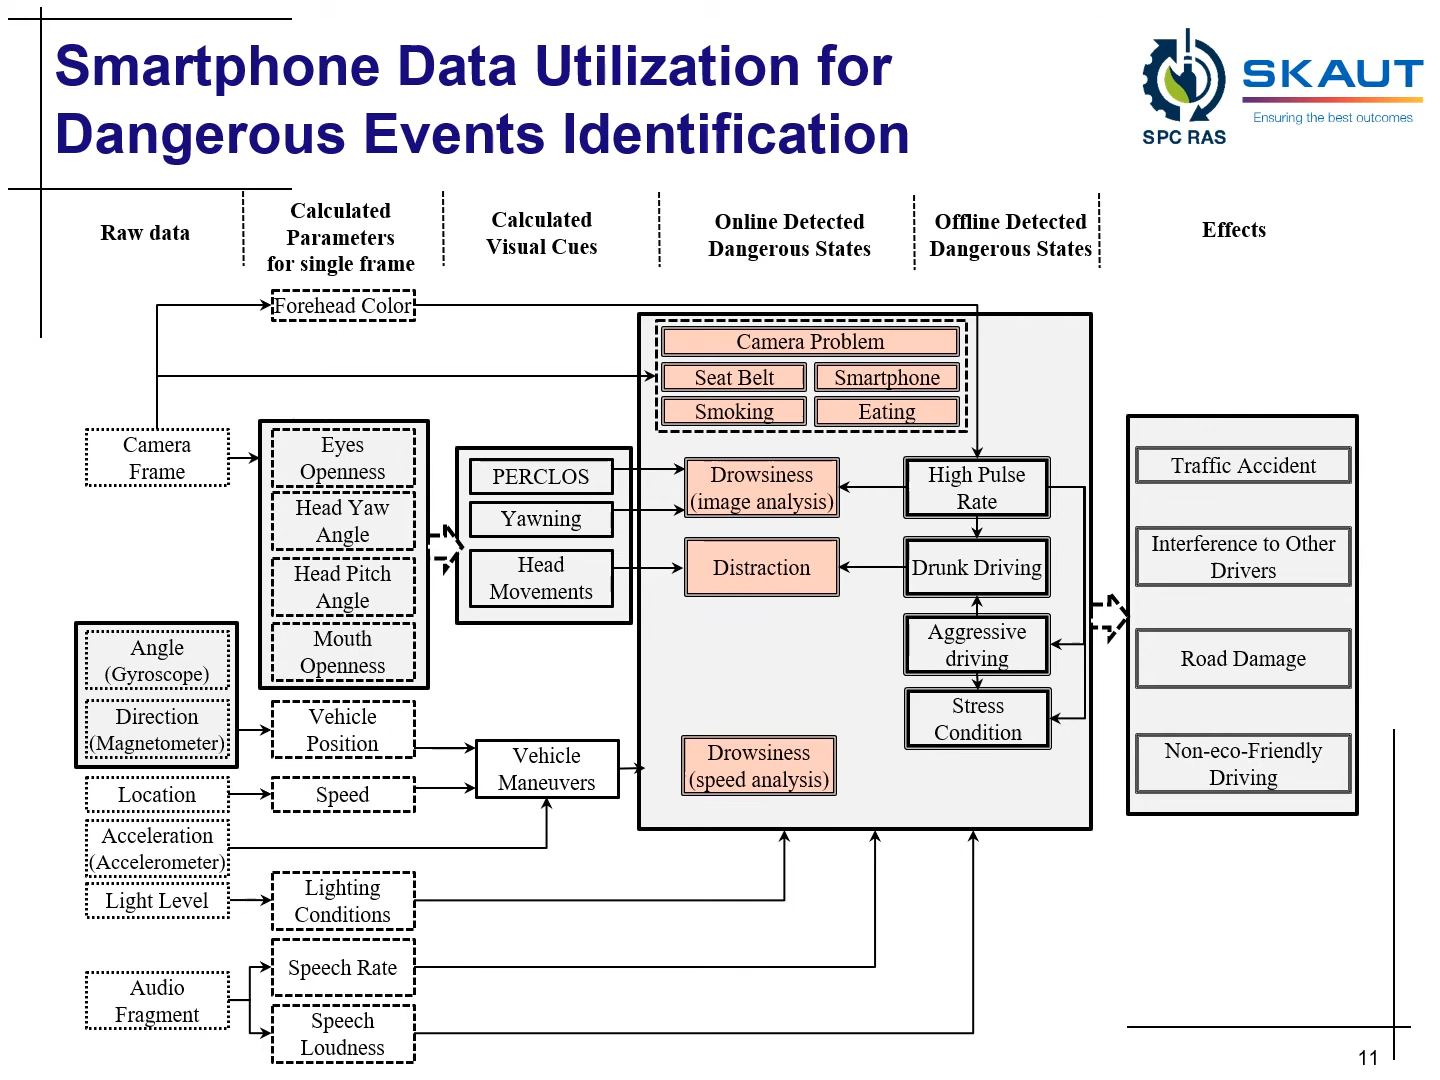 Smartphone Data Utilization for
Dangerous Events Identification
SPC RAS
SKAUT
Ensuring the best outcomes
Raw data
Calculated
Parameters
for single frame
Calculated
Visual Cues
Online Detected
Dangerous States
Offline Detected
Dangerous States
Effects
Forehead Color
Camera Problem
Seat Belt
Smartphone
Smoking
Eating
Camera
Frame
Eyes
Openness
Head Yaw
Angle
Head Pitch
Angle
Mouth
Openness
PERCLOS
Yawning
Head
Movements
Drowsiness
(image analysis)
Distraction
High Pulse
Rate
Drunk Driving
Aggressive
driving
Stress
Condition
Traffic Accident
Interference to Other
Drivers
Road Damage
Non-eco-Friendly
Driving
Angle
(Gyroscope)
Direction
(Magnetometer)
Vehicle
Position
Vehicle
Maneuvers
Drowsiness
(speed analysis)
Location
Speed
Acceleration
(Accelerometer)
Light Level
Lighting
Conditions
Audio
Fragment
Speech Rate
Speech
Loudness
11